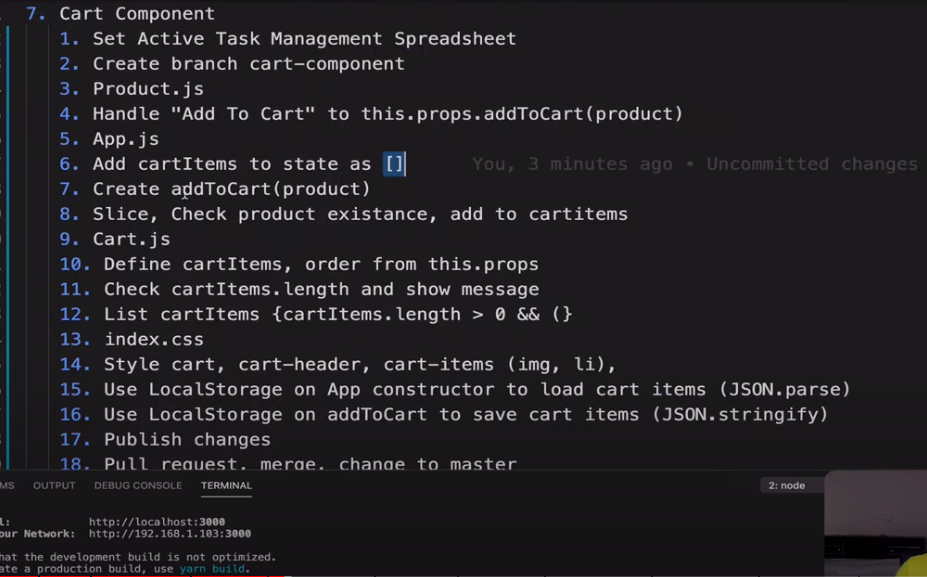 7. Cart Component
1. Set Active Task Management Spreadsheet
2. Create branch cart-component
3. Product.js
4. Handle "Add To Cart" to this.props.addToCart(product)
5. App.js
6. Add cartItems to state as [] You, 3 minutes ago • Uncommitted changes
7. Create addToCart(product)
8. Slice, Check product existance, add to cartitems
9. Cart.js
10. Define cartItems, order from this.props
11. Check cartItems.length and show message
12. List cartItems {cartItems.length > 0 && (}
13. index.css
14. Style cart, cart-header, cart-items (img, li),
15. Use LocalStorage on App constructor to load cart items (JSON.parse)
16. Use LocalStorage on addToCart to save cart items (JSON.stringify)
17. Publish changes
18. Pull request, merge, change to master
MS OUTPUT DEBUG CONSOLE TERMINAL 2: node
l: http://localhost:3000
our Network: http://192.168.1.103:3000
hat the development build is not optimized.
ate a production build, use yarn build.